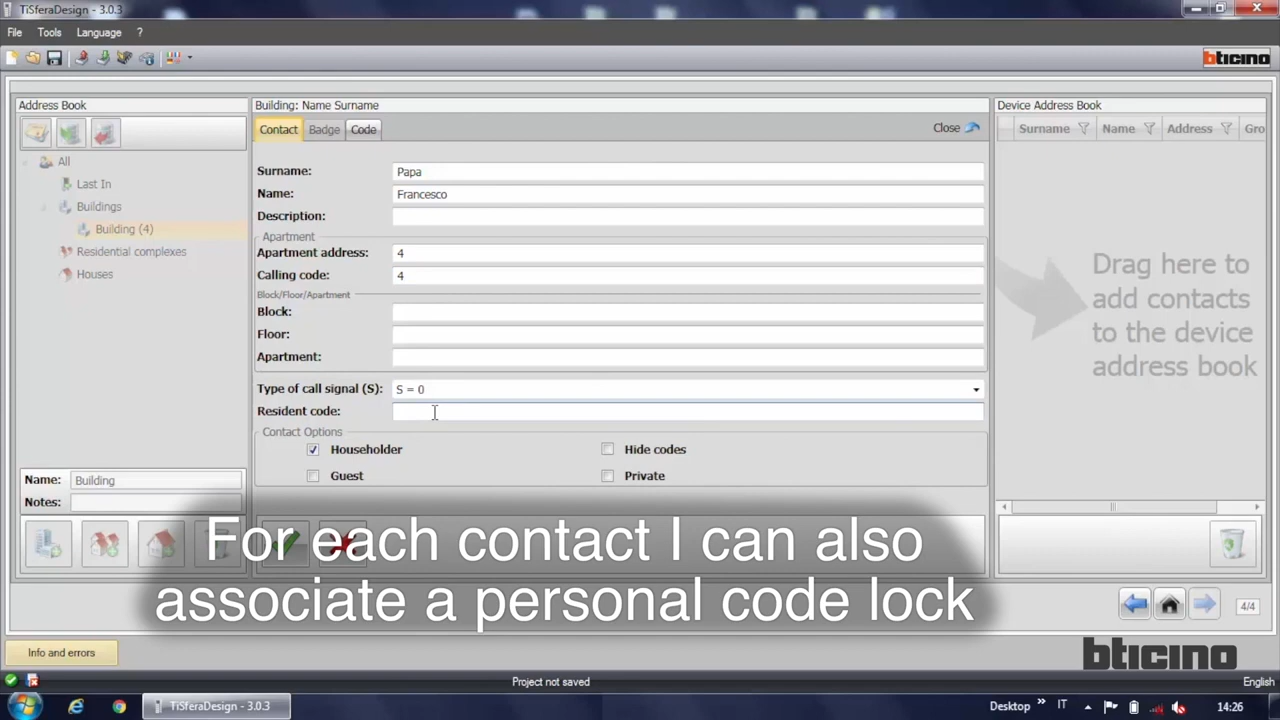 TiSferaDesign - 3.0.3
File Tools Language ?
bticino
Address Book
All
Last In
Buildings
Building (4)
Residential complexes
Houses
Name: Building
Notes:
Building: Name Surname
Contact Badge Code Close
Surname: Papa
Name: Francesco
Description:
Apartment
Apartment address: 4
Calling code: 4
Block/Floor/Apartment
Block:
Floor:
Apartment:
Type of call signal (S): S = 0
Resident code:
Contact Options
Householder Hide codes
Guest Private
Device Address Book
Surname Name Address Gro
Drag here to
add contacts
to the device
address book
For each contact I can also
associate a personal code lock
4/4
Info and errors
bticino
Project not saved English
TiSferaDesign - 3.0.3 Desktop » IT 14:26